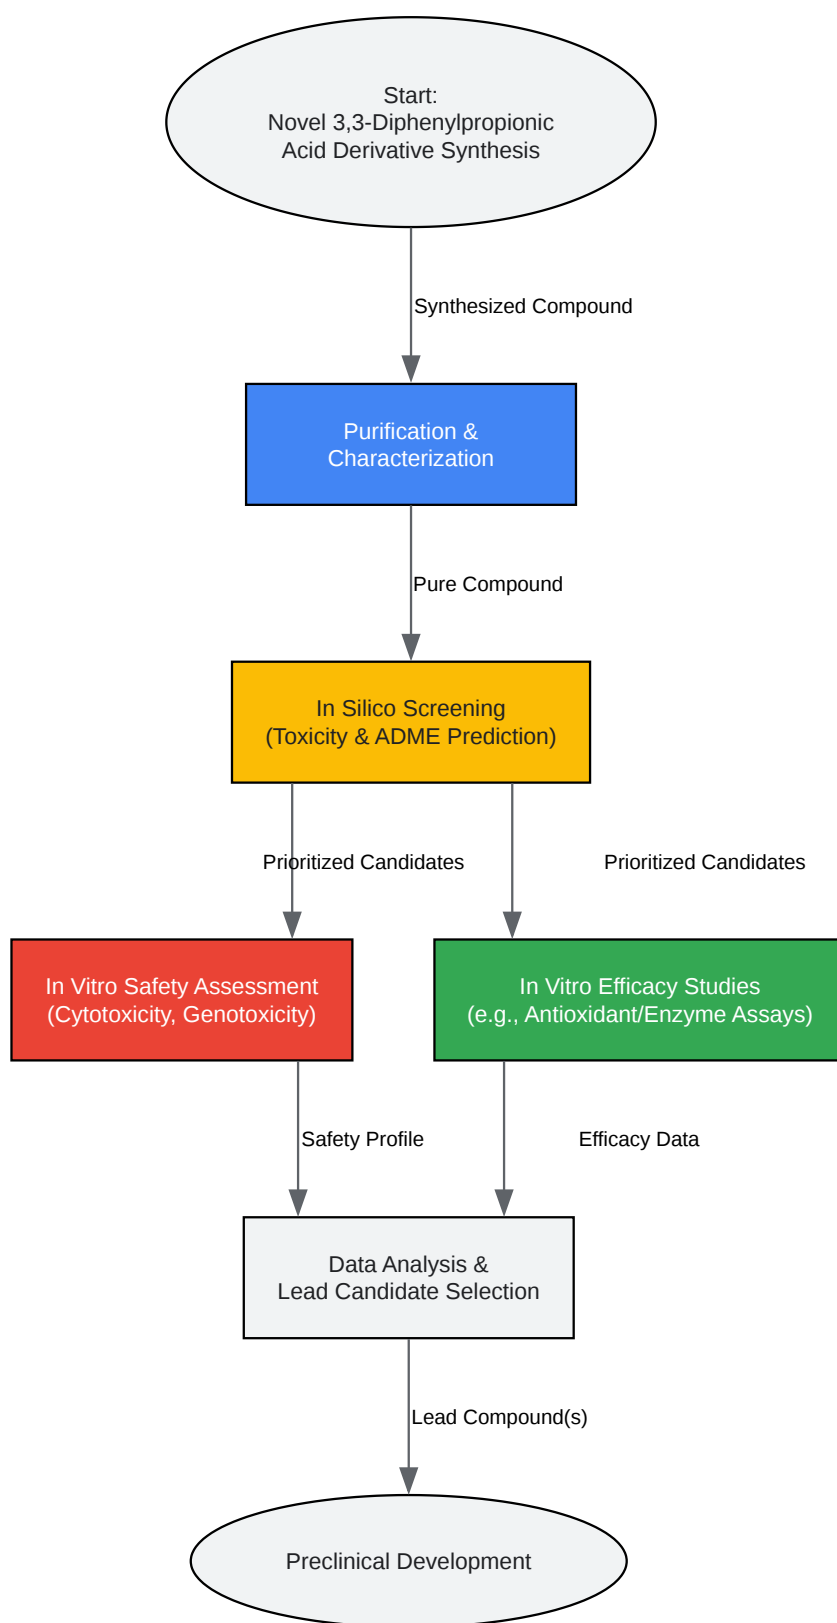 Start:
Novel 3,3-Diphenylpropionic
Acid Derivative Synthesis
Synthesized Compound
Purification &
Characterization
Pure Compound
In Silico Screening
(Toxicity & ADME Prediction)
Prioritized Candidates
Prioritized Candidates
In Vitro Safety Assessment
(Cytotoxicity, Genotoxicity)
In Vitro Efficacy Studies
(e.g., Antioxidant/Enzyme Assays)
Safety Profile
Efficacy Data
Data Analysis &
Lead Candidate Selection
Lead Compound(s)
Preclinical Development